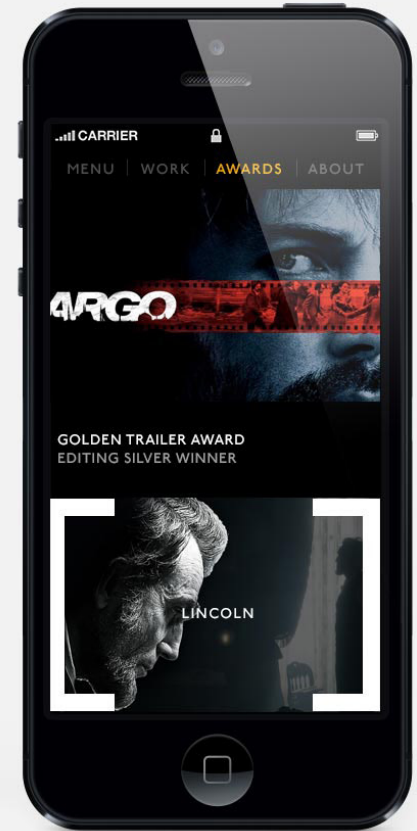 CARRIER
MENU WORK AWARDS ABOUT
ARGO
GOLDEN TRAILER AWARD
EDITING SILVER WINNER
LINCOLN